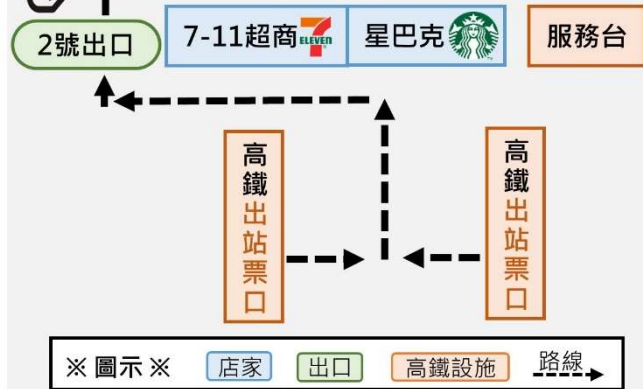 2號出口
7-11超商
ELEVEN
星巴克
服務台
高鐵出站票口
高鐵出站票口
※ 圖示 ※ 店家 出口 高鐵設施 路線